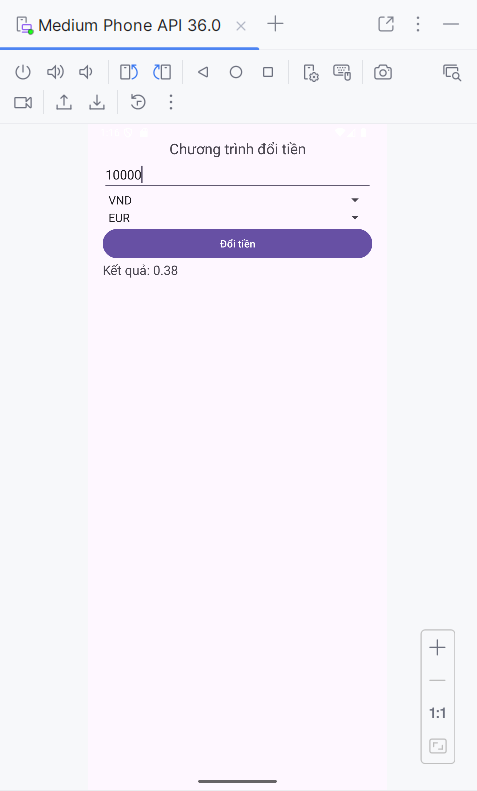 Medium Phone API 36.0
Chương trình đổi tiền
10000
VND
EUR
Đổi tiền
Kết quả: 0.38
1:1